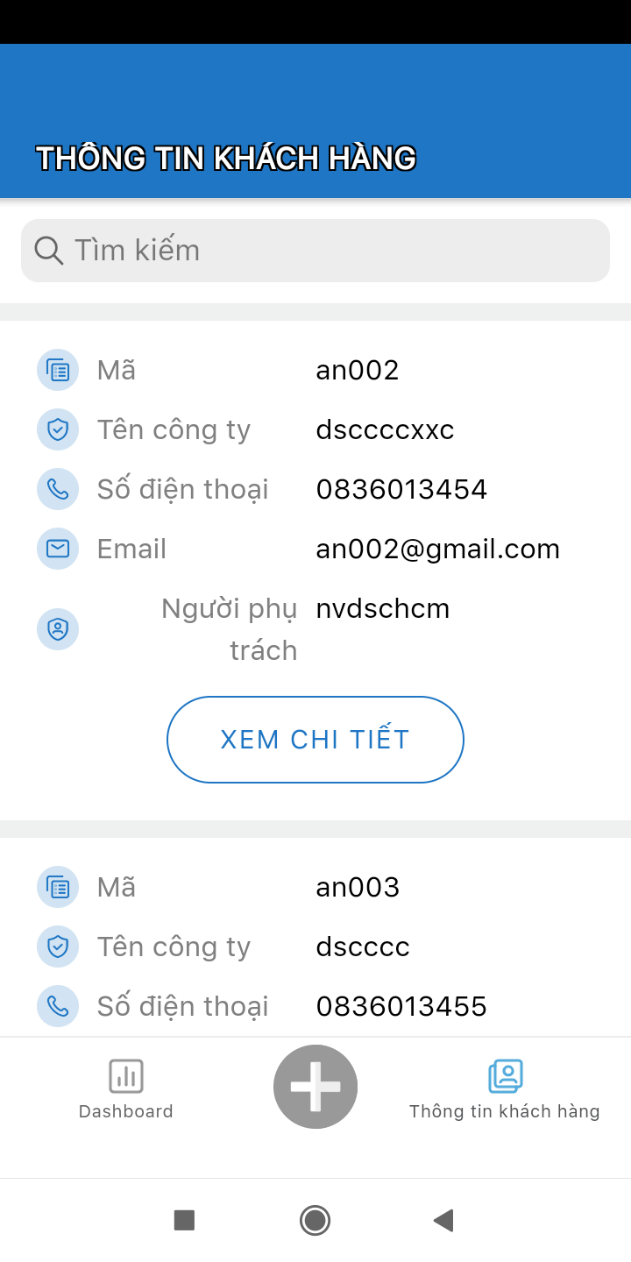 THÔNG TIN KHÁCH HÀNG
Tìm kiếm
Mã an002
Tên công ty dsccccxxc
Số điện thoại 0836013454
Email an002@gmail.com
Người phụ trách nvdschcm
XEM CHI TIẾT
Mã an003
Tên công ty dscccc
Số điện thoại 0836013455
Dashboard
Thông tin khách hàng